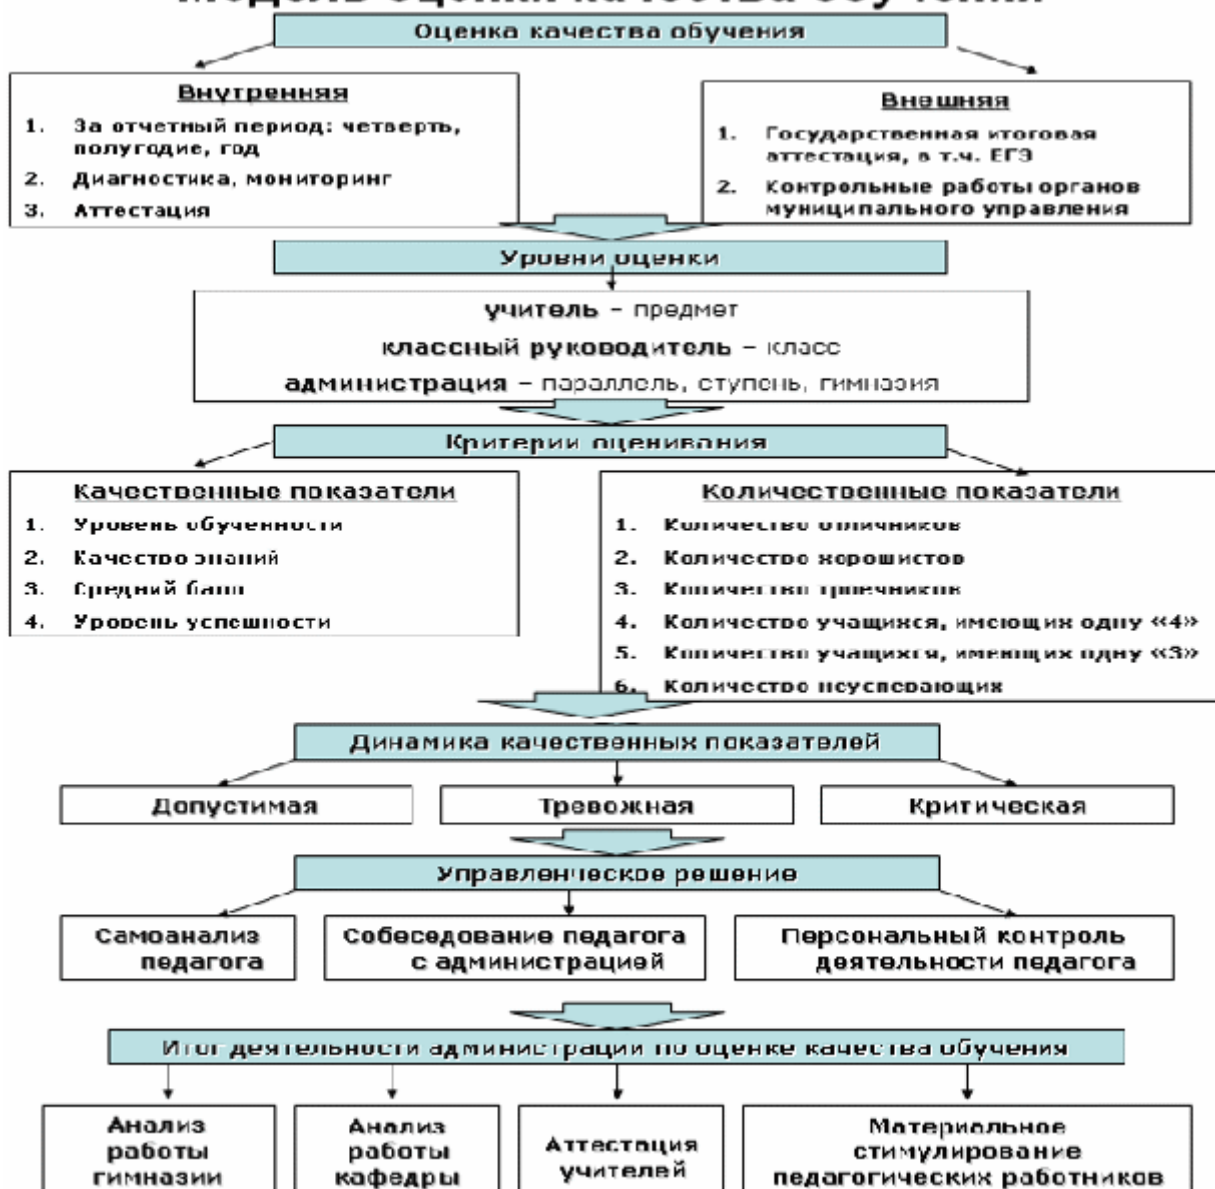 Модель оценки качества обучения
Оценка качества обучения
Внутренняя
1. За отчетный период: четверть,
полугодие, год
2. Диагностика, мониторинг
3. Аттестация
Внешняя
1. Государственная итоговая
аттестация, в т.ч. ЕГЭ
2. Контрольные работы органов
муниципального управления
Уровни оценки
учитель – предмет
классный руководитель – класс
администрация – параллель, ступень, гимназия
Критерии оценивания
Качественные показатели
1. Уровень обученности
2. Качество знаний
3. Средний балл
4. Уровень успешности
Количественные показатели
1. Количество отличников
2. Количество хорошистов
3. Количество троечников
4. Количество учащихся, имеющих одну «4»
5. Количество учащихся, имеющих одну «3»
6. Количество неуспевающих
Динамика качественных показателей
Допустимая
Тревожная
Критическая
Управленческое решение
Самоанализ
педагога
Собеседование педагога
с администрацией
Персональный контроль
деятельности педагога
Итог деятельности администрации по оценке качества обучения
Анализ
работы
гимназии
Анализ
работы
кафедры
Аттестация
учителей
Материальное
стимулирование
педагогических работников